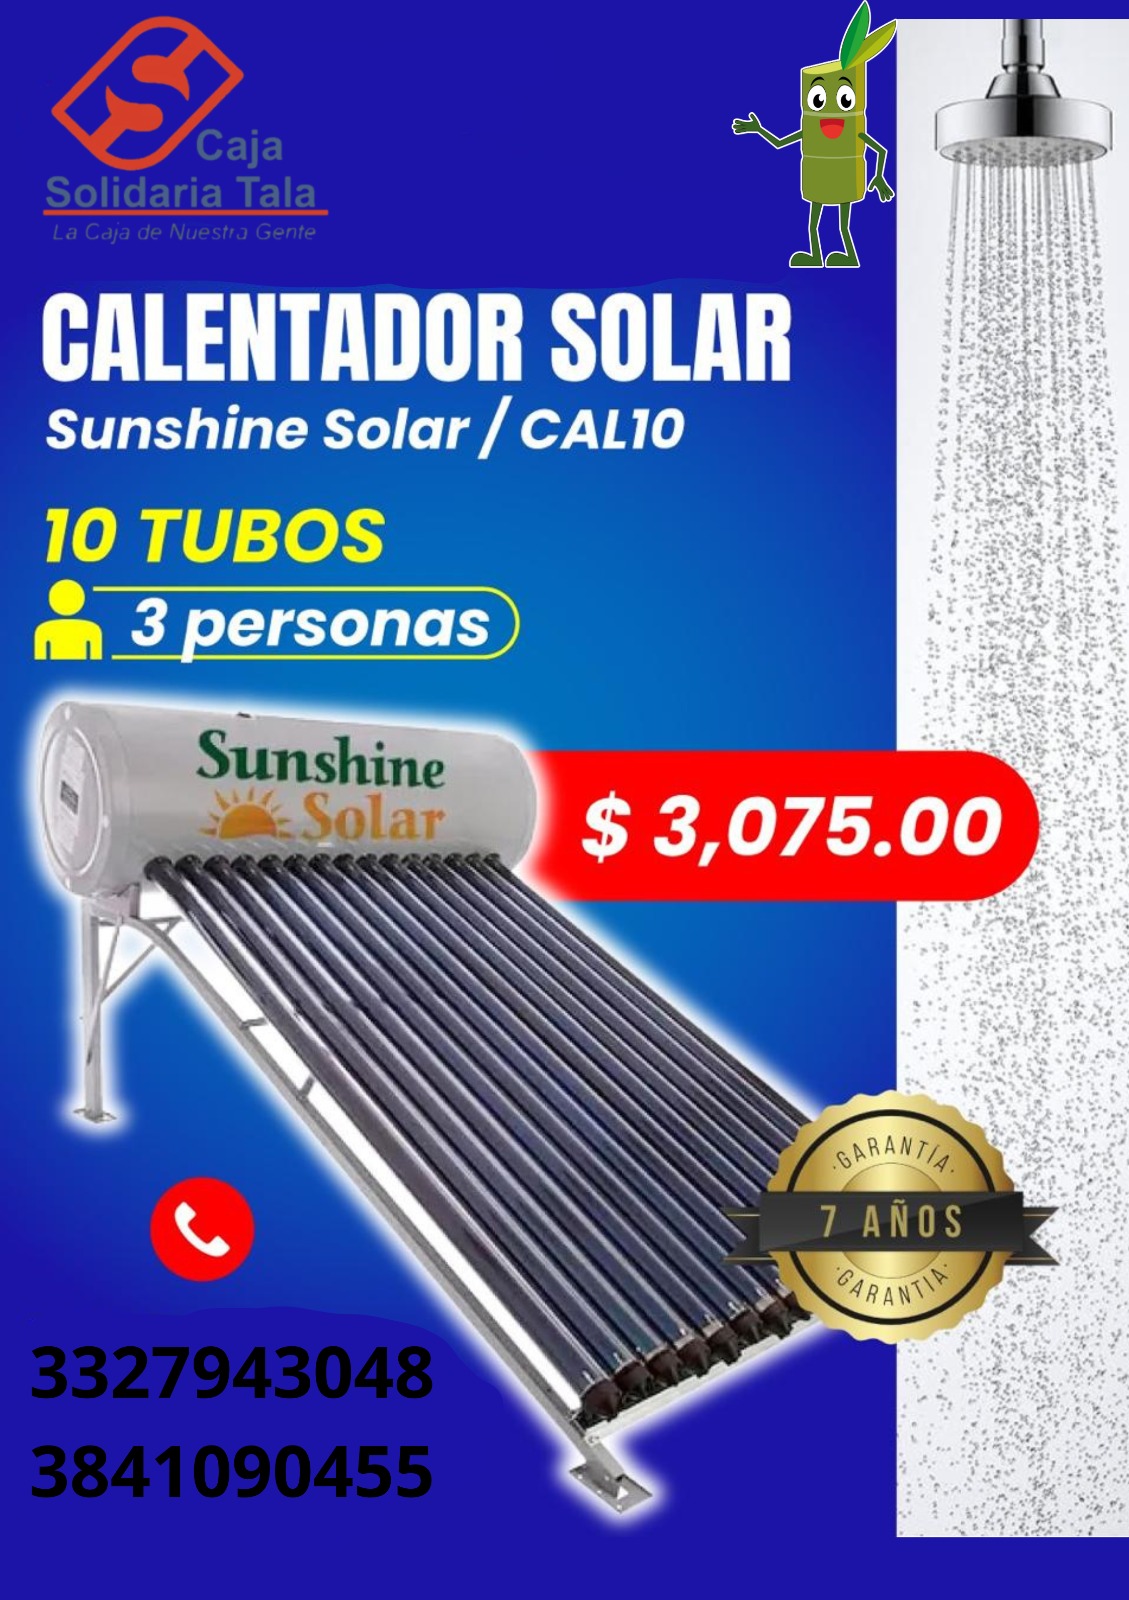 Caja
Solidaria Tala
La Caja de Nuestra Gente
CALENTADOR SOLAR
Sunshine Solar / CAL10
10 TUBOS
3 personas
Sunshine
Solar
$ 3,075.00
GARANTÍA
7 AÑOS
GARANTIA
3327943048
3841090455